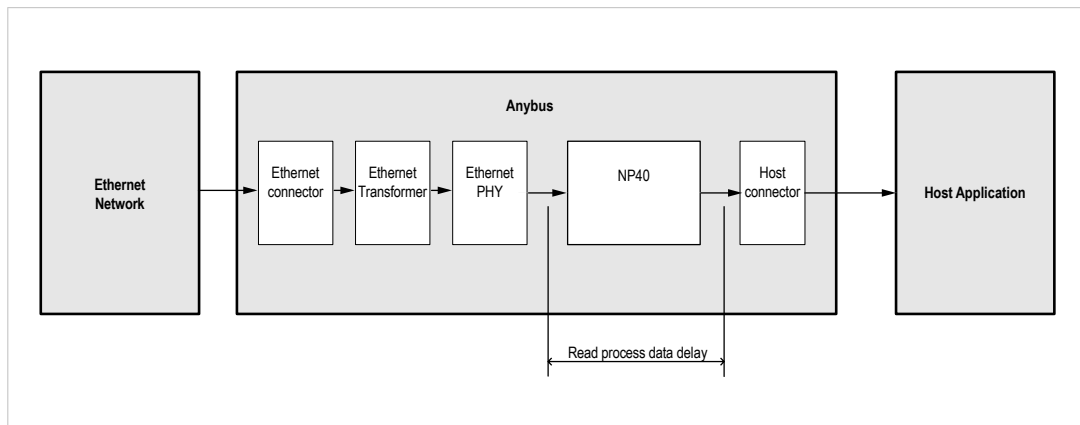 Anybus
Ethernet
Network
Ethernet
connector
Ethernet
Transformer
Ethernet
PHY
NP40
Host
connector
Host Application
Read process data delay